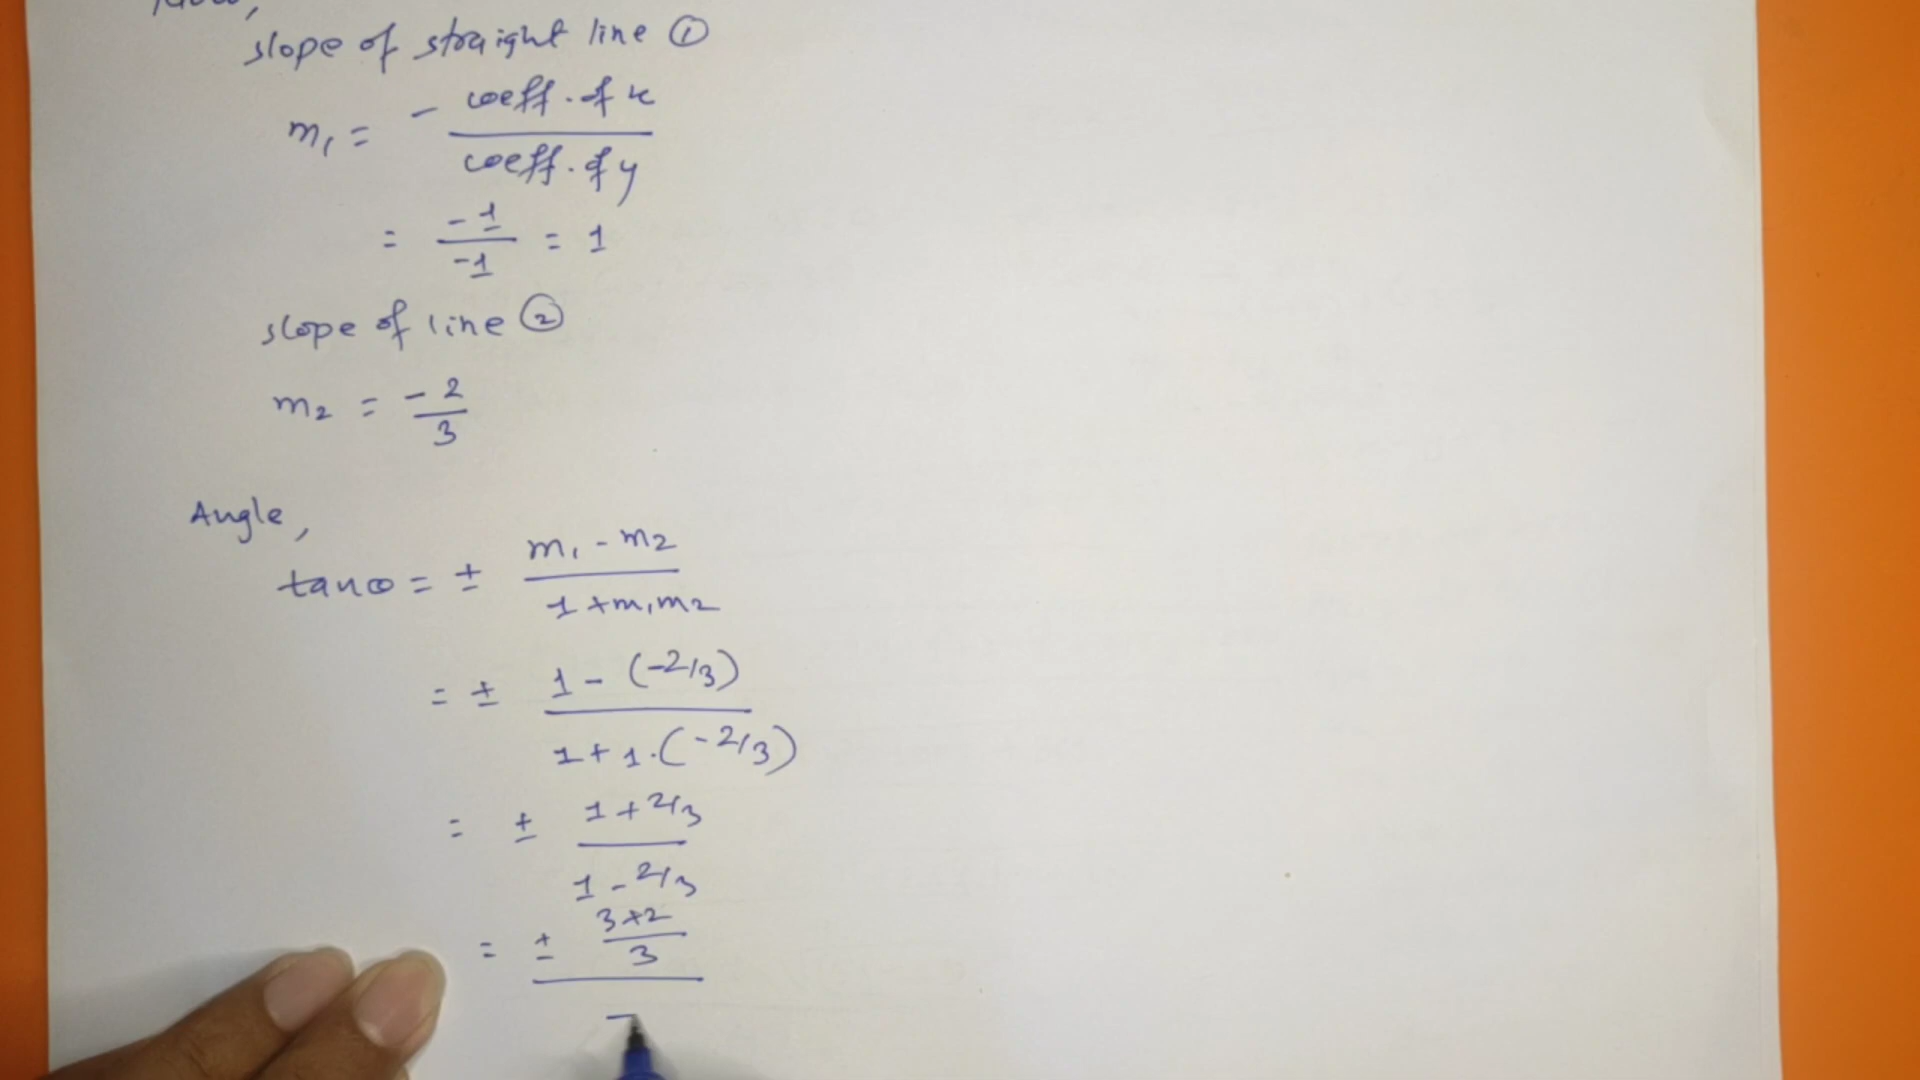 slope of straight line ①
m₁ = - coeff. of x / coeff. of y
= -1 / -1 = 1
slope of line ②
m₂ = -2 / 3
Angle,
tanθ = ± m₁ - m₂ / 1 + m₁m₂
= ± 1 - (-2/3) / 1 + 1.(-2/3)
= ± 1 + 2/3 / 1 - 2/3
= ± 3+2 / 3